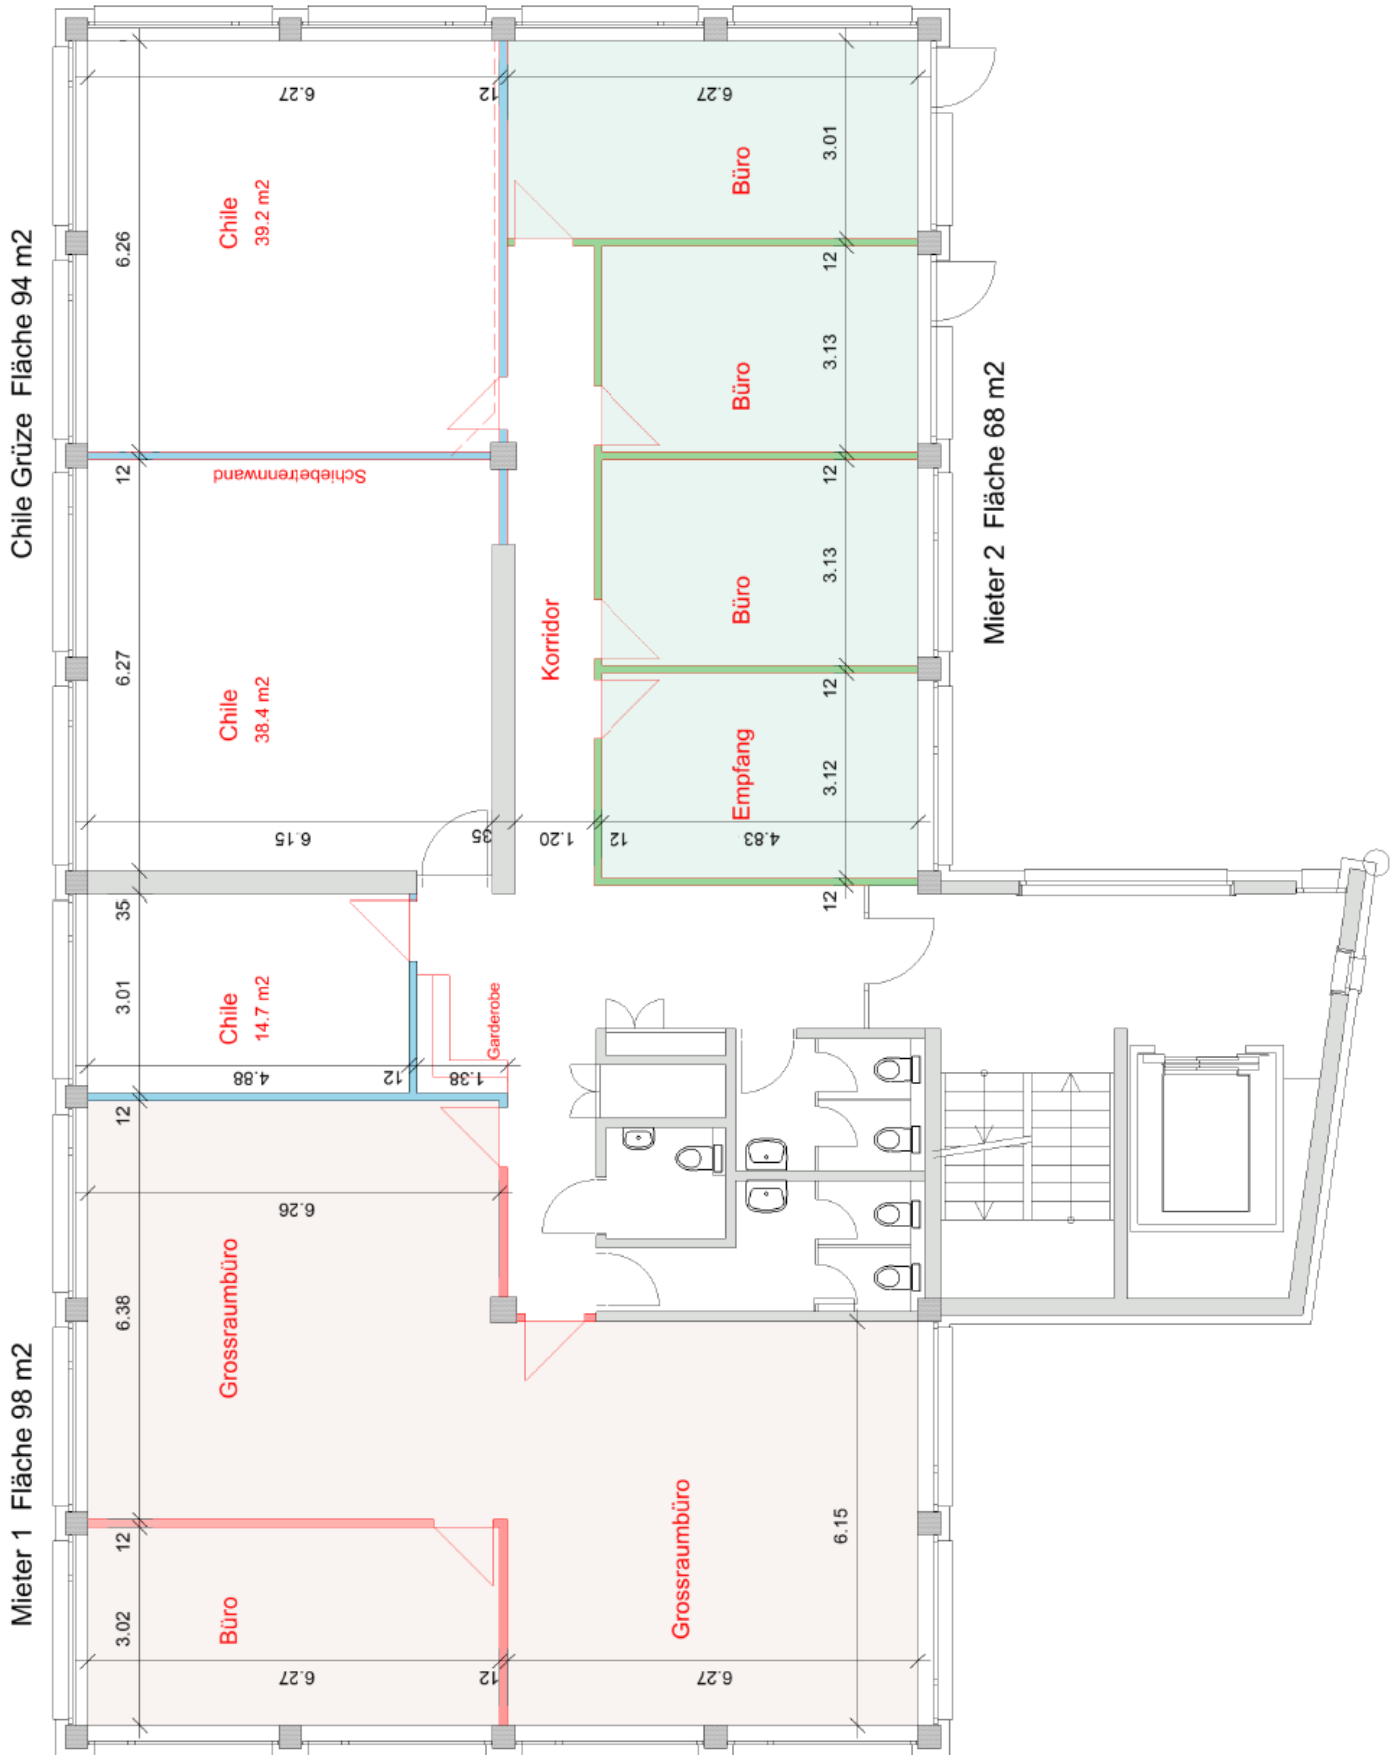 Chile Grüze Fläche 94 m2
Mieter 1 Fläche 98 m2
Mieter 2 Fläche 68 m2
6.27
12
6.27
3.01
Chile
39.2 m2
Büro
6.26
12
3.13
Büro
12
Schiebetrennwand
12
3.13
Büro
Korridor
6.27
Chile
38.4 m2
12
Empfang
3.12
6.15
35
1.20
12
4.83
35
12
3.01
Chile
14.7 m2
Garderobe
4.88
12
1.38
12
6.26
Grossraumbüro
6.38
Grossraumbüro
6.15
12
Büro
3.02
6.27
12
6.27